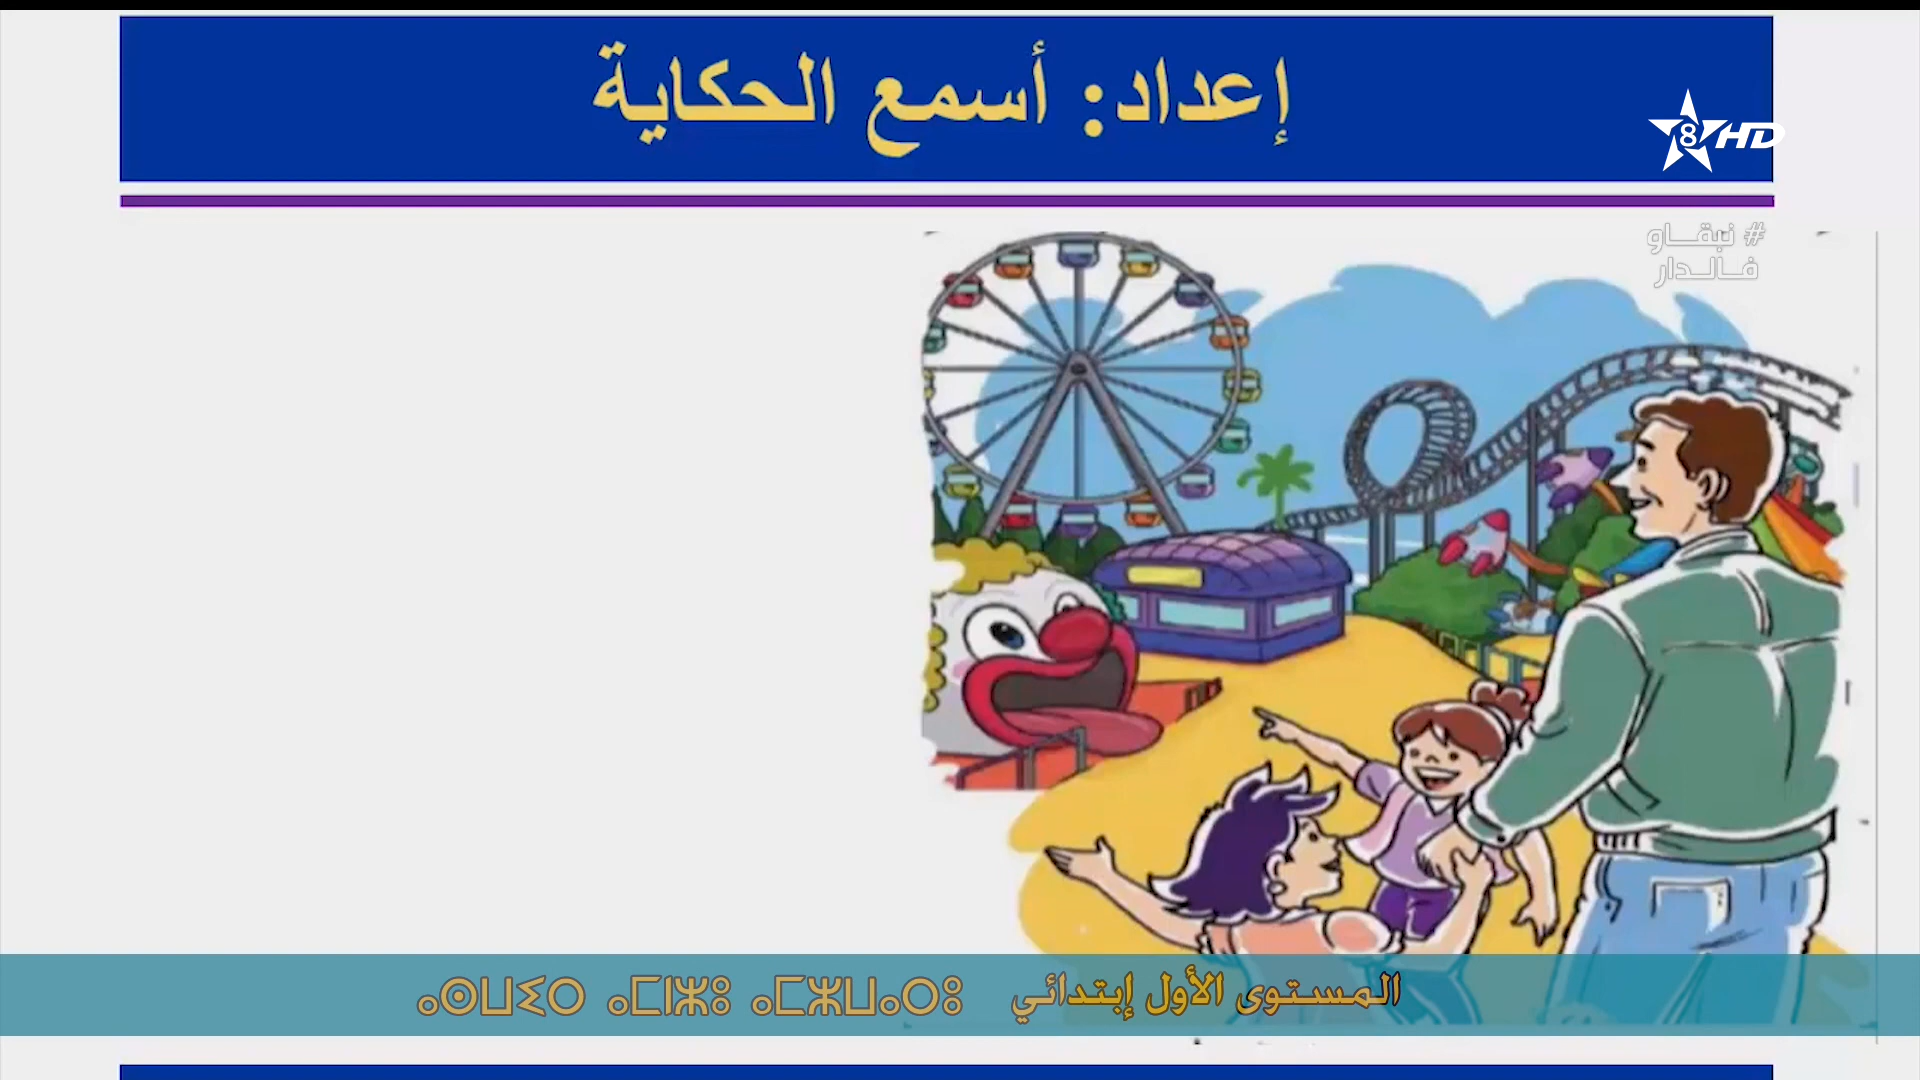 إعداد: أسمع الحكاية
8 HD
# نبقاو
فالدار
المستوى الأول إبتدائي
ⴰⵙⵡⵉⵔ ⴰⵎⵏⵣⵓ ⴰⵎⵣⵡⴰⵔⵓ